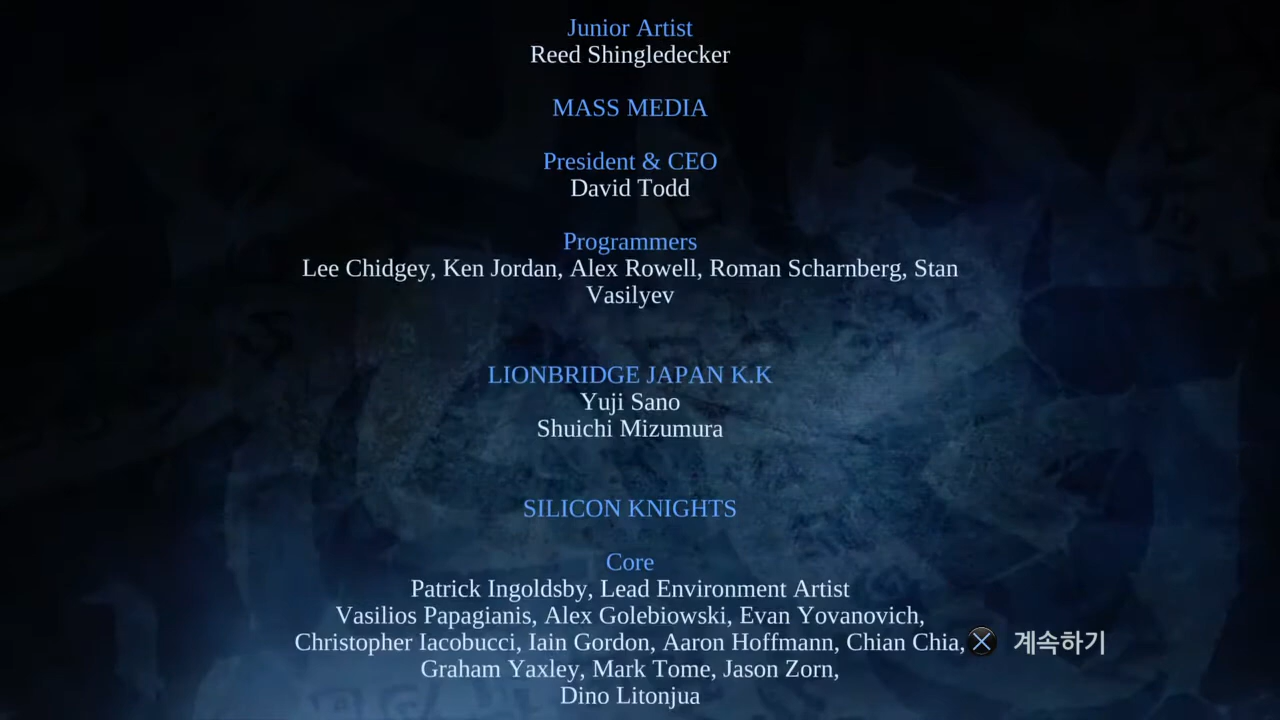 Junior Artist
Reed Shingledecker
MASS MEDIA
President & CEO
David Todd
Programmers
Lee Chidgey, Ken Jordan, Alex Rowell, Roman Scharnberg, Stan
Vasilyev
LIONBRIDGE JAPAN K.K
Yuji Sano
Shuichi Mizumura
SILICON KNIGHTS
Core
Patrick Ingoldsby, Lead Environment Artist
Vasilios Papagianis, Alex Golebiowski, Evan Yovanovich,
Christopher Iacobucci, Iain Gordon, Aaron Hoffmann, Chian Chia,
계속하기
Graham Yaxley, Mark Tome, Jason Zorn,
Dino Litonjua